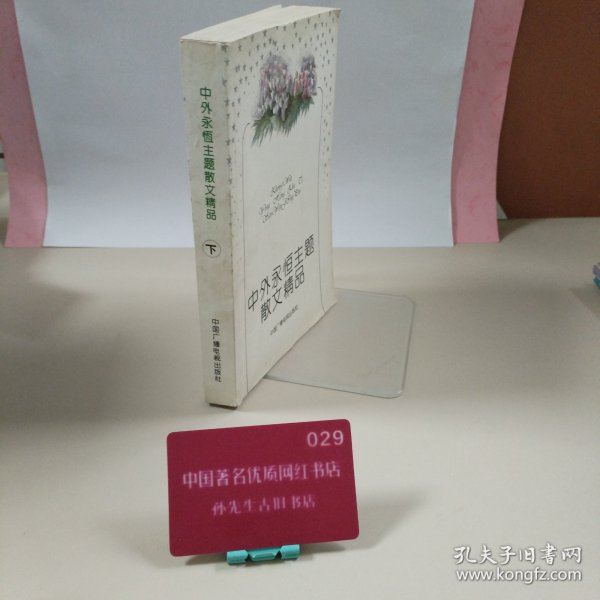 中外永恒主题散文精品
下
中国广播电视出版社
中外永恒主题
散文精品
中国广播电视出版社
029
中国著名优质网红书店
孙先生古旧书店
孔夫子旧书网
www.kongfz.com